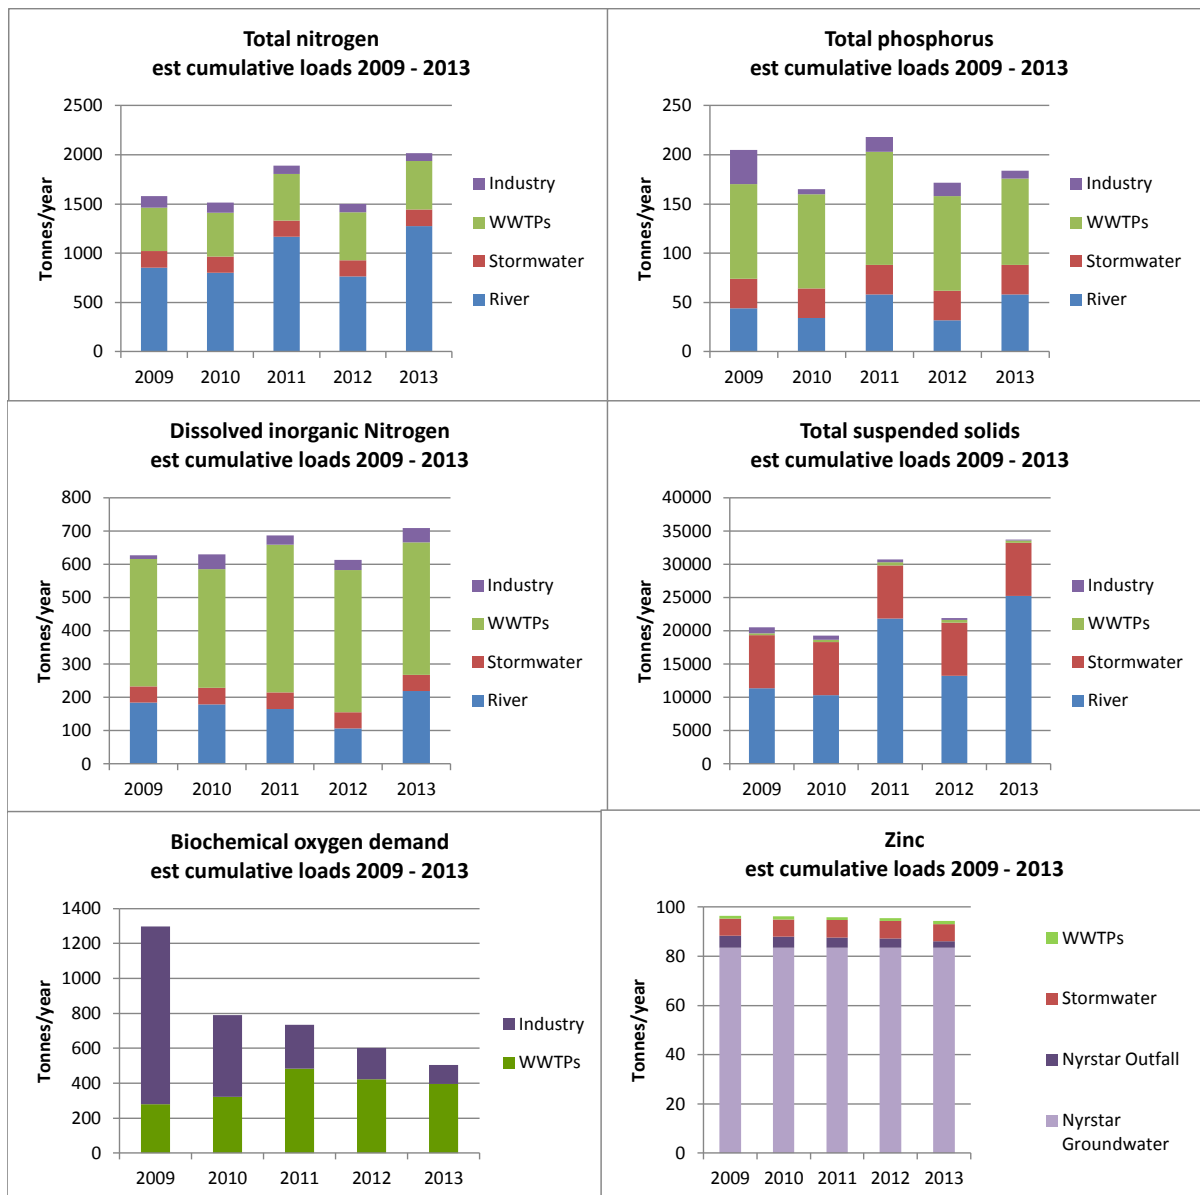 Total nitrogen
est cumulative loads 2009 - 2013
Tonnes/year
2500
2000
1500
1000
500
0
2009 2010 2011 2012 2013
Industry
WWTPs
Stormwater
River
Total phosphorus
est cumulative loads 2009 - 2013
Tonnes/year
250
200
150
100
50
0
2009 2010 2011 2012 2013
Industry
WWTPs
Stormwater
River
Dissolved inorganic Nitrogen
est cumulative loads 2009 - 2013
Tonnes/year
800
700
600
500
400
300
200
100
0
2009 2010 2011 2012 2013
Industry
WWTPs
Stormwater
River
Total suspended solids
est cumulative loads 2009 - 2013
Tonnes/year
40000
35000
30000
25000
20000
15000
10000
5000
0
2009 2010 2011 2012 2013
Industry
WWTPs
Stormwater
River
Biochemical oxygen demand
est cumulative loads 2009 - 2013
Tonnes/year
1400
1200
1000
800
600
400
200
0
2009 2010 2011 2012 2013
Industry
WWTPs
Zinc
est cumulative loads 2009 - 2013
Tonnes/year
100
80
60
40
20
0
2009 2010 2011 2012 2013
WWTPs
Stormwater
Nyrstar Outfall
Nyrstar
Groundwater